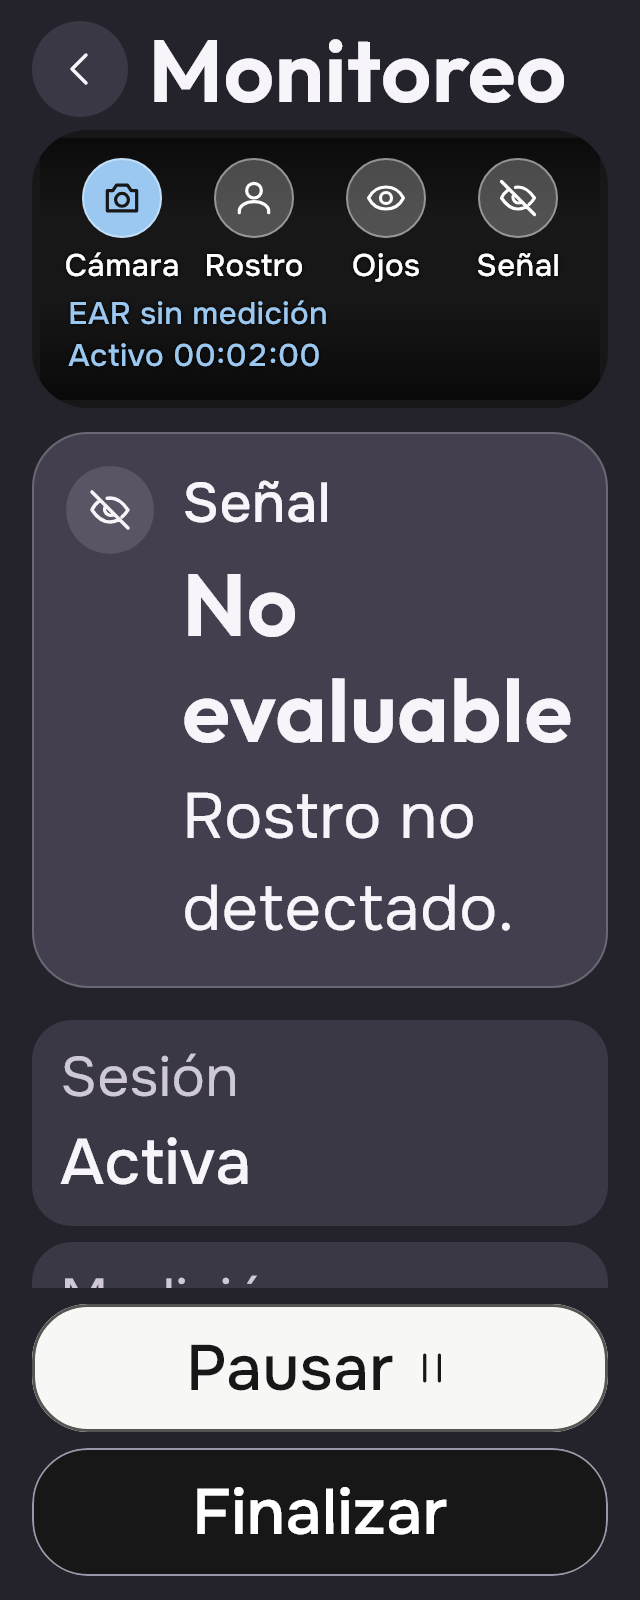 Monitoreo
Cámara Rostro Ojos Señal
EAR sin medición
Activo 00:02:00
Señal
No
evaluable
Rostro no
detectado.
Sesión
Activa
Pausar
Finalizar